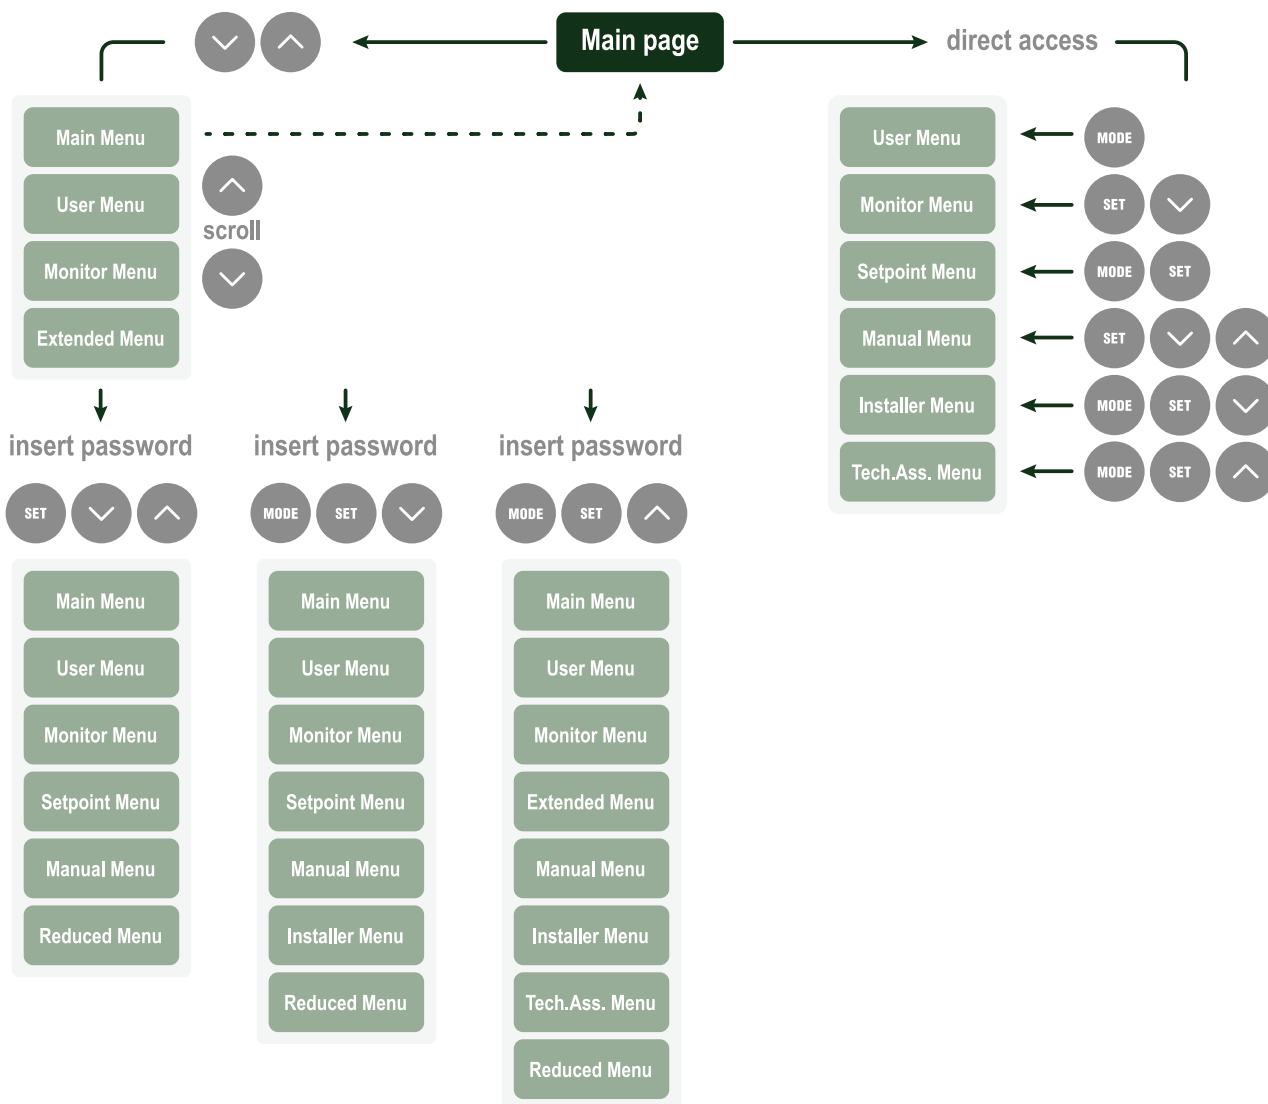 Main page
direct access
Main Menu
User Menu
Monitor Menu
Extended Menu
scroll
User Menu
MODE
Monitor Menu
SET
Setpoint Menu
MODE SET
Manual Menu
SET
Installer Menu
MODE SET
Tech.Ass. Menu
MODE SET
insert password
SET
Main Menu
User Menu
Monitor Menu
Setpoint Menu
Manual Menu
Reduced Menu
insert password
MODE SET
Main Menu
User Menu
Monitor Menu
Setpoint Menu
Manual Menu
Installer Menu
Reduced Menu
insert password
MODE SET
Main Menu
User Menu
Monitor Menu
Extended Menu
Manual Menu
Installer Menu
Tech.Ass. Menu
Reduced Menu